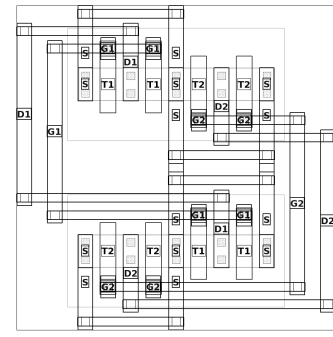 S G1 G1 S
D1
S T1 T1 S T2 T2 S
D2
D1 S G2 G2
G1
G2
S G1 G1 S
D2
D1
S T2 T2 S T1 T1 S
D2
S G2 G2 S